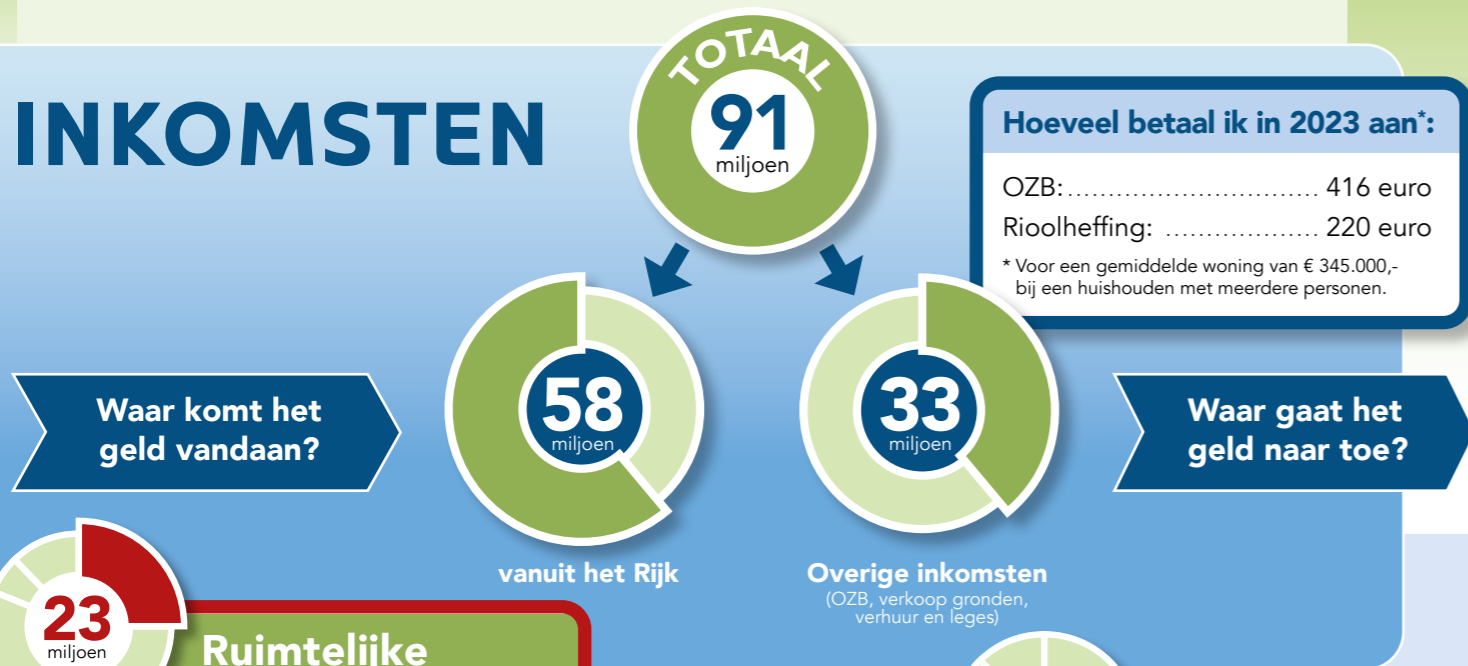 INKOMSTEN
TOTAAL
91
miljoen
Hoeveel betaal ik in 2023 aan*:
OZB:............................... 416 euro
Rioolheffing: ................... 220 euro
* Voor een gemiddelde woning van € 345.000,-
bij een huishouden met meerdere personen.
Waar komt het
geld vandaan?
58
miljoen
vanuit het Rijk
33
miljoen
Overige inkomsten
(OZB, verkoop gronden,
verhuur en leges)
Waar gaat het
geld naar toe?
23
miljoen
Ruimtelijke